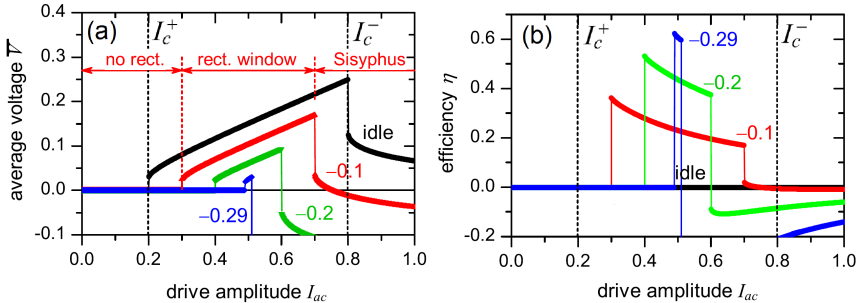 (a)
I_c^+
I_c^-
no rect.
rect. window
Sisyphus
idle
−0.1
−0.2
−0.29
0.4
0.3
0.2
0.1
0.0
-0.1
average voltage V̅
0.0
0.2
0.4
0.6
0.8
1.0
drive amplitude I_ac
(b)
I_c^+
I_c^-
−0.29
−0.2
−0.1
idle
0.6
0.4
0.2
0.0
-0.2
efficiency η
0.0
0.2
0.4
0.6
0.8
1.0
drive amplitude I_ac